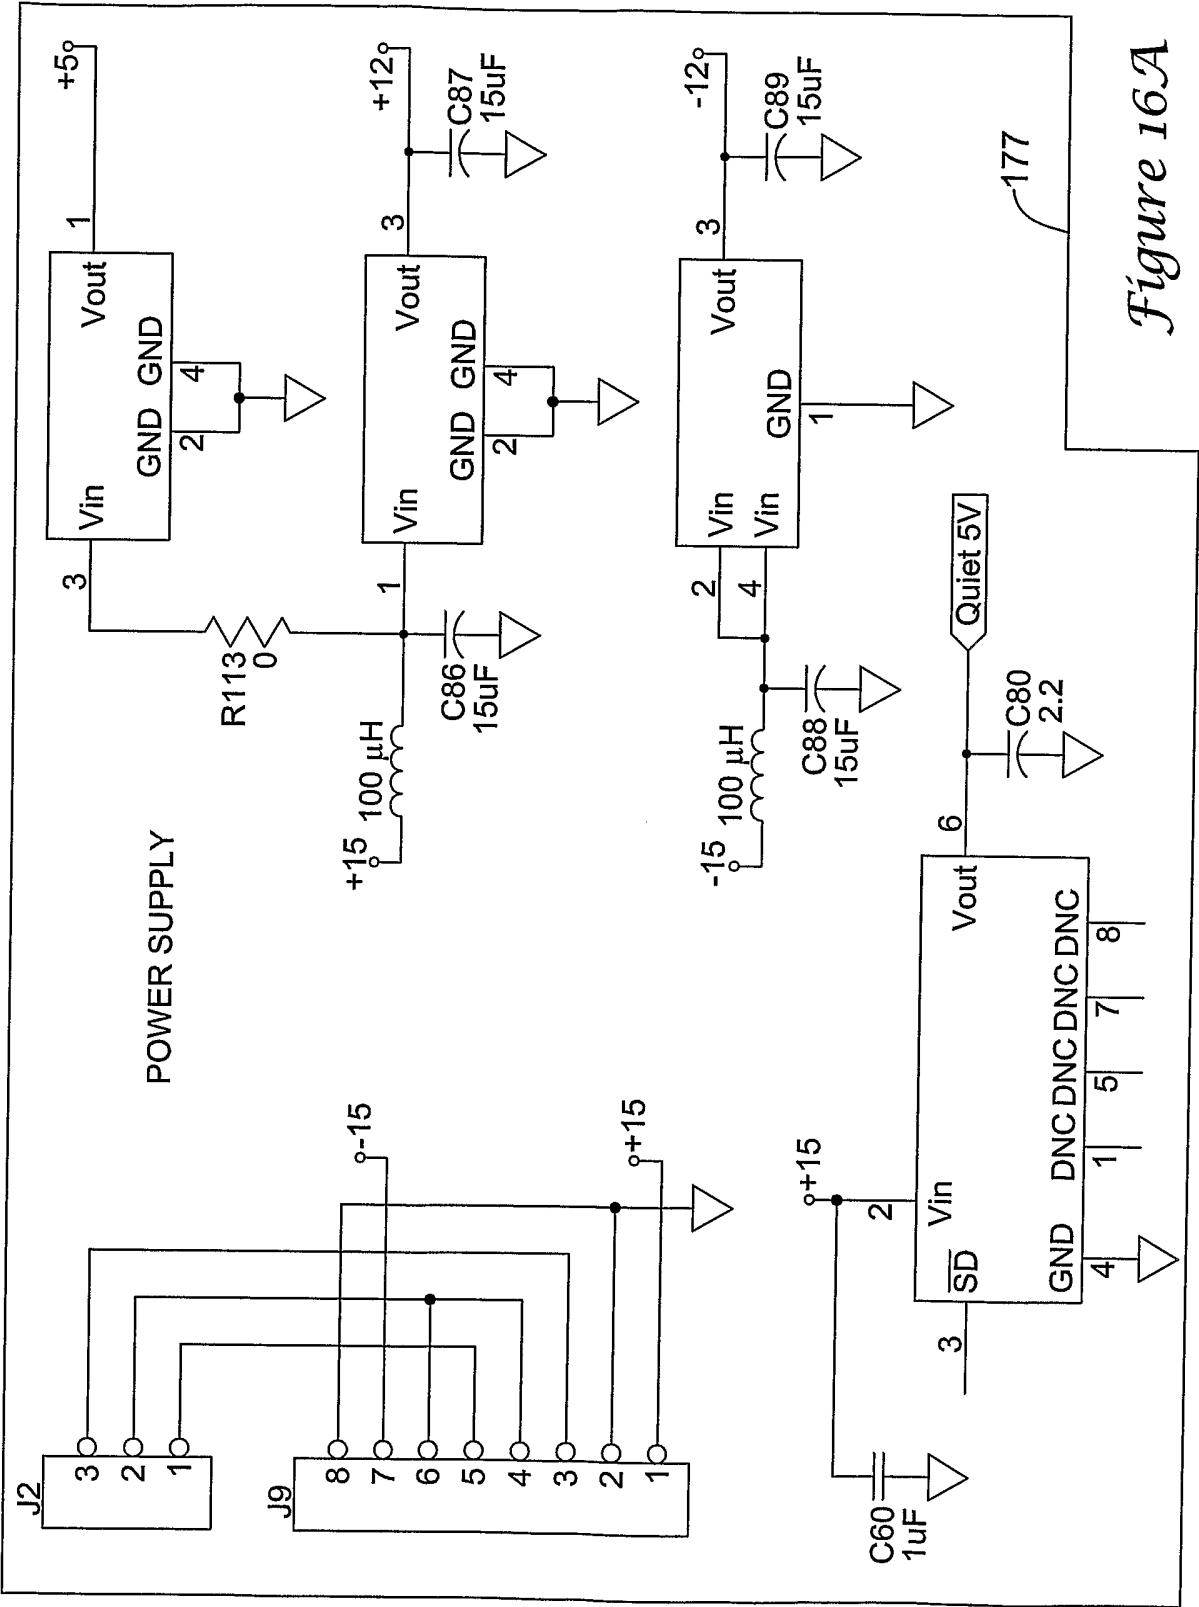 POWER SUPPLY
J2
3
2
1
J9
8
7
6
5
4
3
2
1
-15
+15
+15
100 µH
R113
0
C86
15uF
3
Vin
GND
GND
Vout
2
4
1
+5
1
Vin
GND
GND
Vout
2
4
3
+12
C87
15uF
-15
100 µH
C88
15uF
2
4
Vin
Vin
GND
Vout
1
3
-12
C89
15uF
+15
C60
1uF
2
3
Vin
SD
GND
DNC
DNC
DNC
DNC
Vout
4
1
5
7
8
6
C80
2.2
Quiet 5V
177
Figure 16A